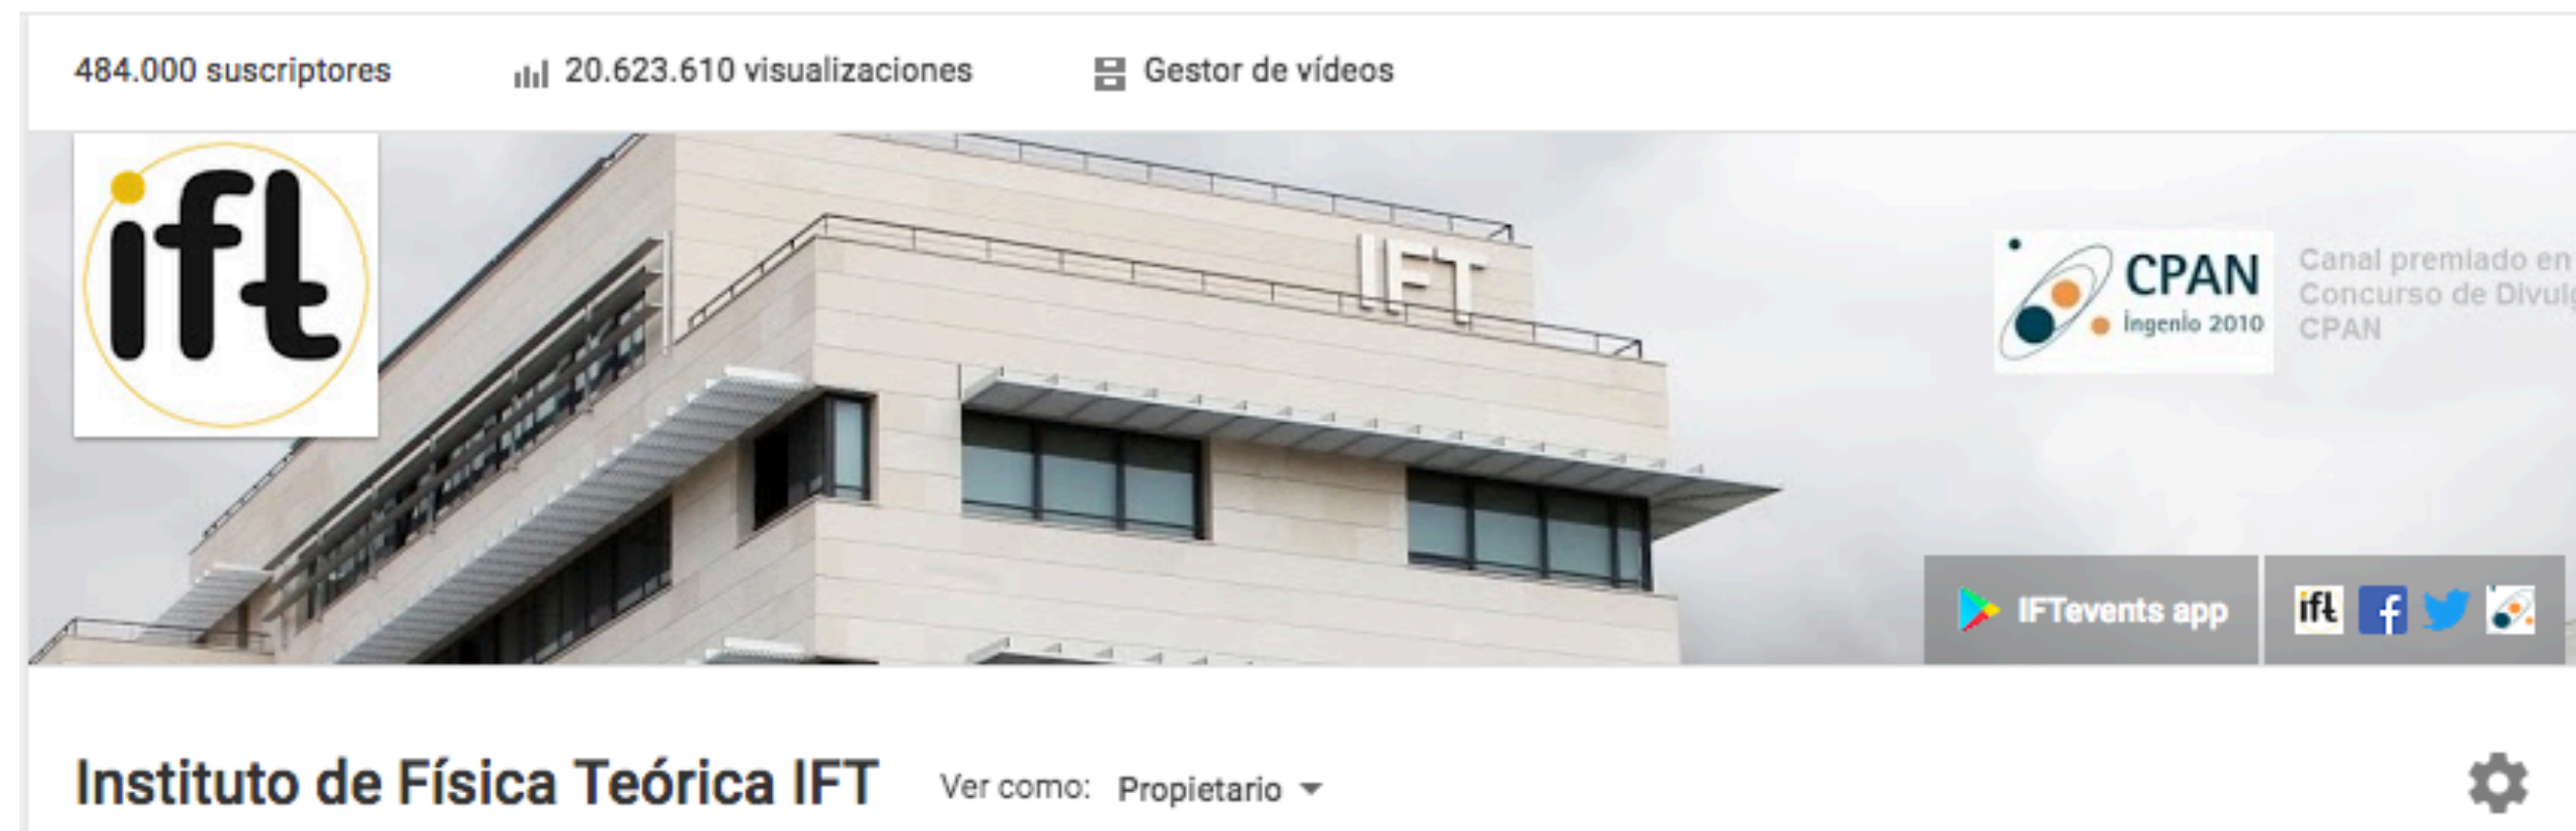 484.000 suscriptores
20.623.610 visualizaciones
Gestor de vídeos
ift
IFT
CPAN
ingenio 2010
Canal premiado en
Concurso de
CPAN
IFTevents app
ift
Instituto de Física Teórica IFT
Ver como: Propietario